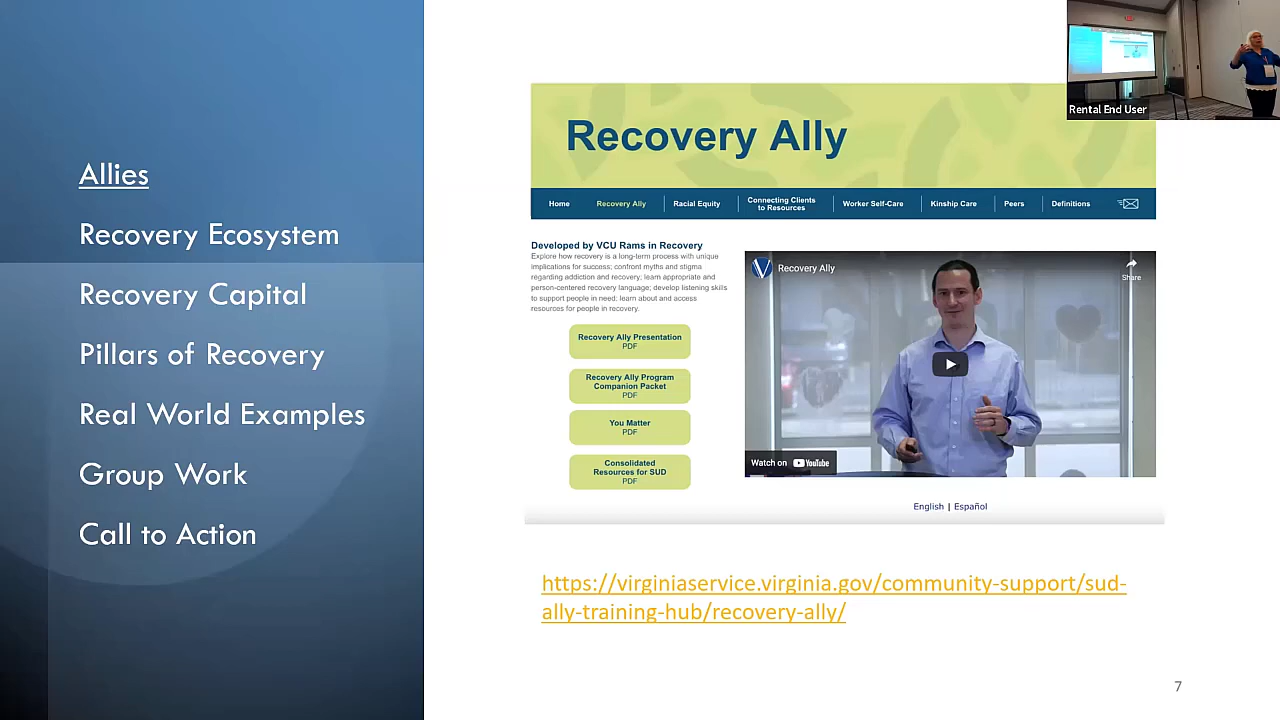 Allies
Recovery Ecosystem
Recovery Capital
Pillars of Recovery
Real World Examples
Group Work
Call to Action
Rental End User
Recovery Ally
Home
Recovery Ally
Racial Equity
Connecting Clients
to Resources
Worker Self-Care
Kinship Care
Peers
Definitions
Developed by VCU Rams in Recovery
Explore how recovery is a long-term process with unique
implications for success; confront myths and stigma
regarding addiction and recovery; learn appropriate and
person-centered recovery language; develop listening skills
to support people in need; learn about and access
resources for people in recovery.
Recovery Ally Presentation
PDF
Recovery Ally Program
Companion Packet
PDF
You Matter
PDF
Consolidated
Resources for SUD
PDF
Recovery Ally
Share
Watch on YouTube
English | Español
https://virginiaservice.virginia.gov/community-support/sud-
ally-training-hub/recovery-ally/
7